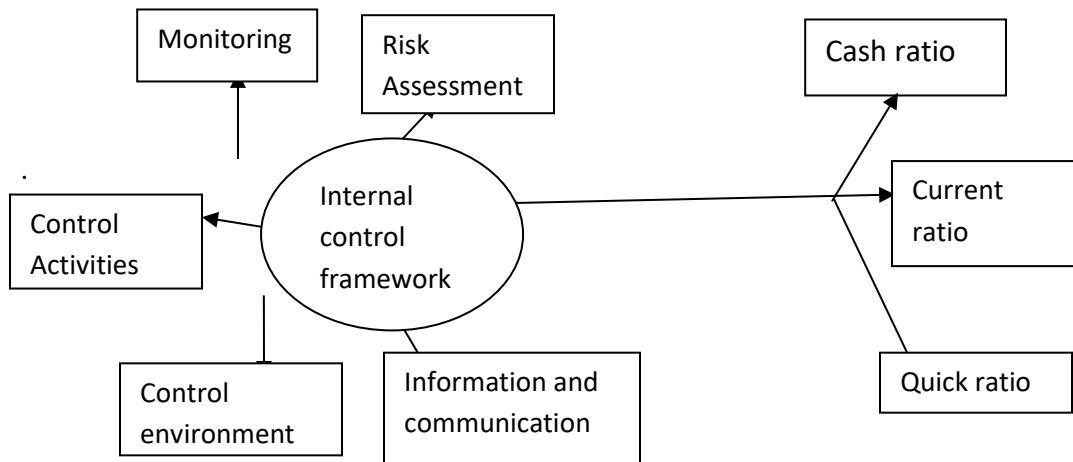 Monitoring
Risk
Assessment
Cash ratio
.
Control
Activities
Internal
control
framework
Current
ratio
Control
environment
Information and
communication
Quick ratio